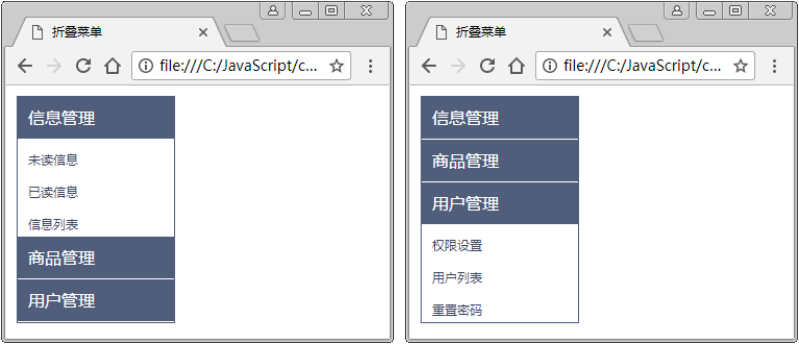 折叠菜单
file:///C:/JavaScript/c...
信息管理
未读信息
已读信息
信息列表
商品管理
用户管理
折叠菜单
file:///C:/JavaScript/c...
信息管理
商品管理
用户管理
权限设置
用户列表
重置密码